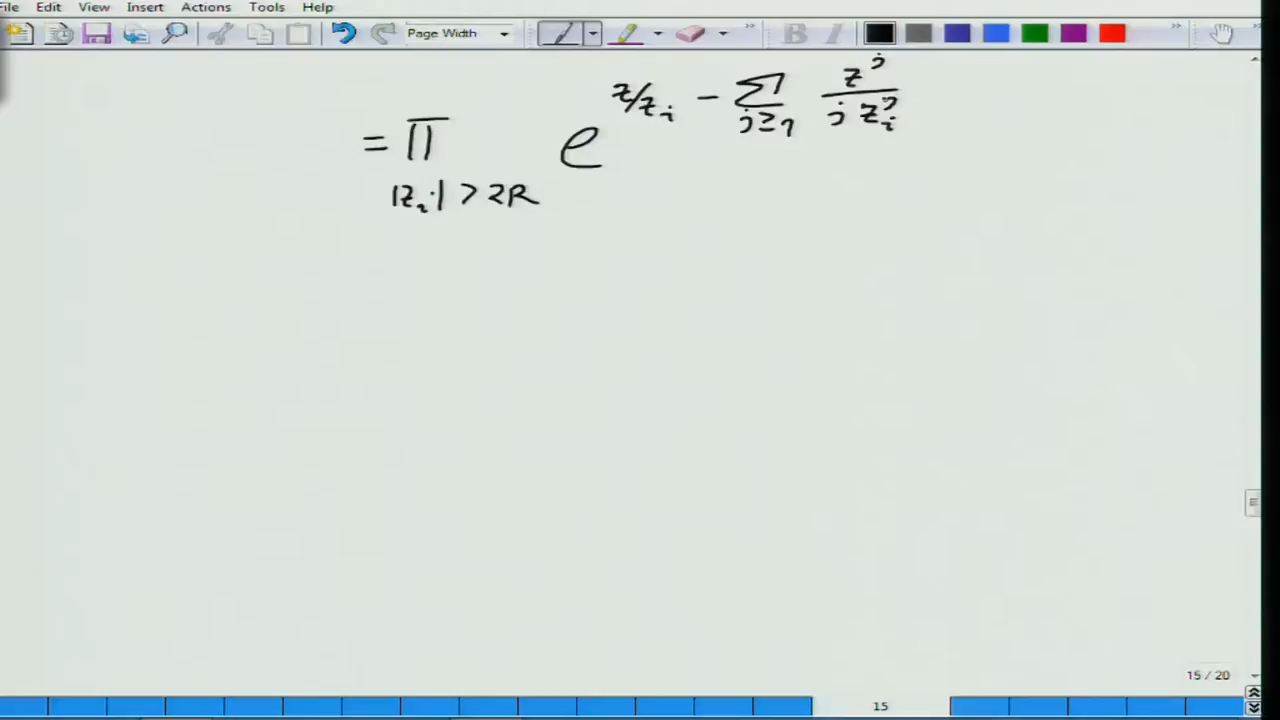 File Edit View Insert Actions Tools Help
Page Width
B I
= Π e^{z/z_i - Σ_{j≥1} z^j / (j z_i^j)}
|z_i| > 2R
15 / 20
15